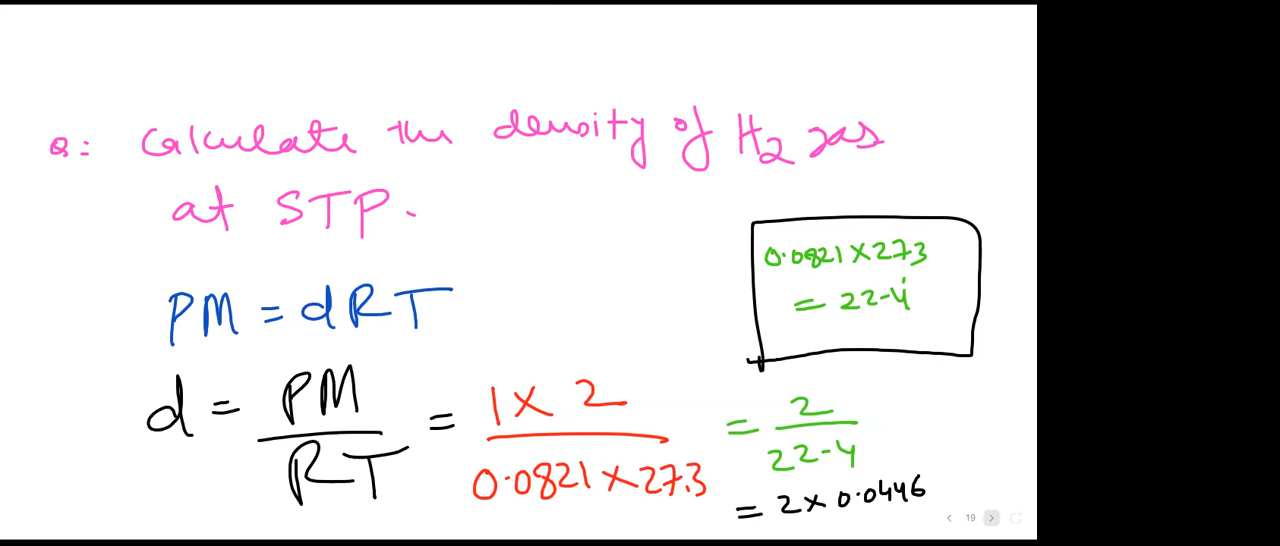 Q: Calculate the density of H2 gas
at STP.
0.0821 x 273
= 22.4
PM = dRT
d = PM / RT = 1 x 2 / 0.0821 x 273 = 2 / 22.4
= 2 x 0.0446
19